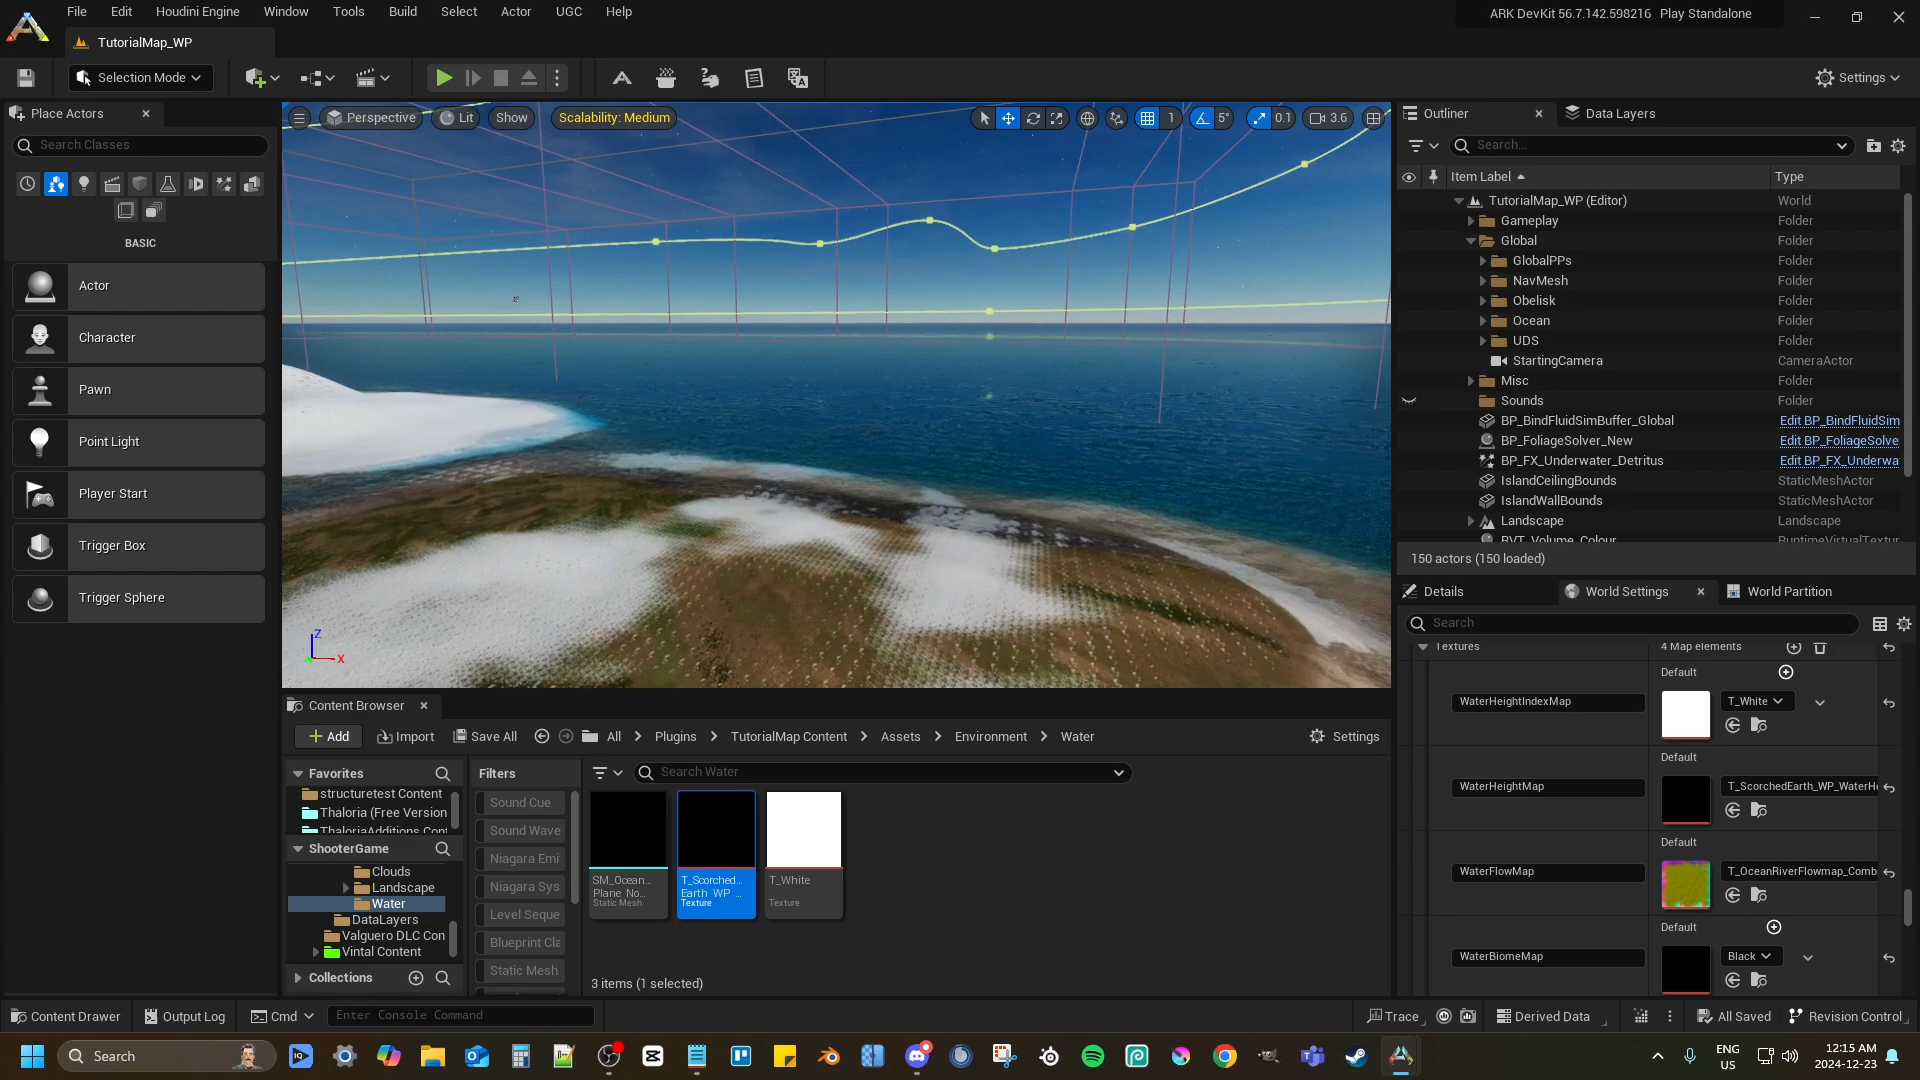 File Edit Houdini Engine Window Tools Build Select Actor UGC Help
ARK DevKit 56.7.142.598216 Play Standalone
TutorialMap_WP
Selection Mode
Settings
Place Actors
Search Classes
BASIC
Actor
Character
Pawn
Point Light
Player Start
Trigger Box
Trigger Sphere
Perspective Lit Show Scalability: Medium
1 5° 0.1 3.6
Z
X
Outliner Data Layers
Search...
Item Label Type
TutorialMap_WP (Editor) World
Gameplay Folder
Global Folder
GlobalPPs Folder
NavMesh Folder
Obelisk Folder
Ocean Folder
UDS Folder
StartingCamera CameraActor
Misc Folder
Sounds Folder
BP_BindFluidSimBuffer_Global Edit BP_BindFluidSim
BP_FoliageSolver_New Edit BP_FoliageSolve
BP_FX_Underwater_Detritus Edit BP_FX_Underwa
IslandCeilingBounds StaticMeshActor
IslandWallBounds StaticMeshActor
Landscape Landscape
RVT_Volume_Colour RuntimeVirtualTextur
150 actors (150 loaded)
Details World Settings World Partition
Search
Textures 4 Map elements
Default
WaterHeightIndexMap T_White
Default
WaterHeightMap T_ScorchedEarth_WP_WaterHe
Default
WaterFlowMap T_OceanRiverFlowmap_Comb
Default
WaterBiomeMap Black
Content Browser
Add Import Save All All > Plugins > TutorialMap Content > Assets > Environment > Water Settings
Favorites
structuretest Content
Thaloria (Free Version
ThaloriaAdditions Cont
ShooterGame
Clouds
Landscape
Water
DataLayers
Valguero DLC Con
Vintal Content
Collections
Filters
Sound Cue
Sound Wave
Niagara Emi
Niagara Sys
Level Seque
Blueprint Cla
Static Mesh
Search Water
SM_Ocean...
Plane_No...
Static Mesh
T_Scorched...
Earth_WP_...
Texture
T_White
Texture
3 items (1 selected)
Content Drawer Output Log Cmd Enter Console Command
Trace Derived Data All Saved Revision Control
Search
ENG
US
12:15 AM
2024-12-23